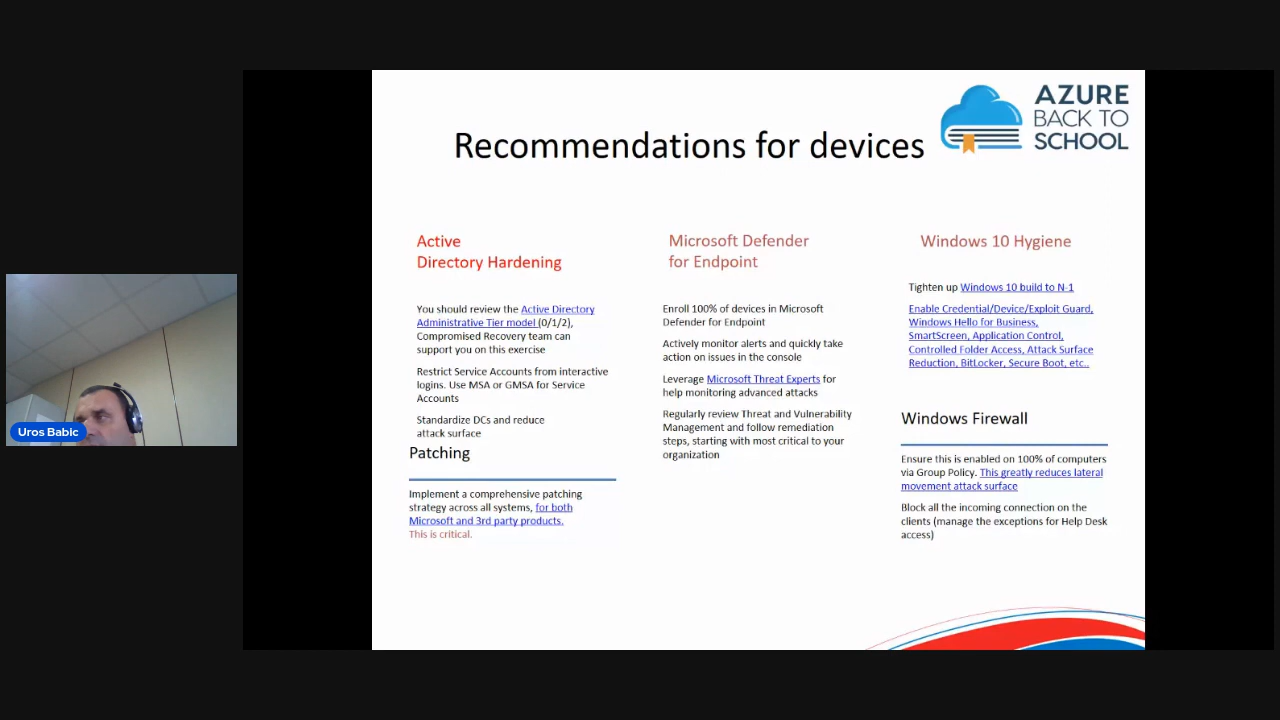 AZURE
BACK TO
SCHOOL
Recommendations for devices
Active
Directory Hardening
You should review the Active Directory
Administrative Tier model (0/1/2),
Compromised Recovery team can
support you on this exercise
Restrict Service Accounts from interactive
logins. Use MSA or GMSA for Service
Accounts
Standardize DCs and reduce
attack surface
Patching
Implement a comprehensive patching
strategy across all systems, for both
Microsoft and 3rd party products.
This is critical.
Microsoft Defender
for Endpoint
Enroll 100% of devices in Microsoft
Defender for Endpoint
Actively monitor alerts and quickly take
action on issues in the console
Leverage Microsoft Threat Experts for
help monitoring advanced attacks
Regularly review Threat and Vulnerability
Management and follow remediation
steps, starting with most critical to your
organization
Windows 10 Hygiene
Tighten up Windows 10 build to N-1
Enable Credential/Device/Exploit Guard,
Windows Hello for Business,
SmartScreen, Application Control,
Controlled Folder Access, Attack Surface
Reduction, BitLocker, Secure Boot, etc..
Windows Firewall
Ensure this is enabled on 100% of computers
via Group Policy. This greatly reduces lateral
movement attack surface
Block all the incoming connection on the
clients (manage the exceptions for Help Desk
access)
Uros Babic